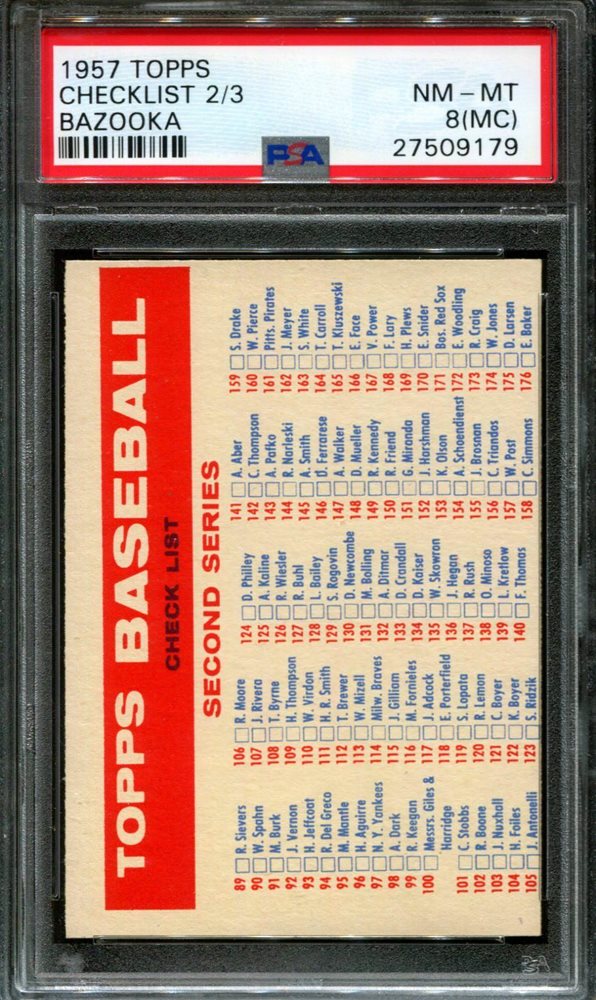 1957 TOPPS
CHECKLIST 2/3
BAZOOKA
NM – MT
8(MC)
27509179
PSA
TOPPS BASEBALL
CHECK LIST
SECOND SERIES
89 R. Sievers
90 W. Spahn
91 M. Burk
92 J. Vernon
93 H. Jeffcoat
94 R. Del Greco
95 M. Mantle
96 H. Aguirre
97 N. Y. Yankees
98 A. Dark
99 R. Keegan
100 Messrs. Giles &
Harridge
101 C. Stobbs
102 R. Boone
103 J. Nuxhall
104 H. Foiles
105 J. Antonelli
106 R. Moore
107 J. Rivera
108 T. Byrne
109 H. Thompson
110 W. Virdon
111 H. R. Smith
112 T. Brewer
113 W. Mizell
114 Milw. Braves
115 J. Gilliam
116 M. Fornieles
117 J. Adcock
118 E. Porterfield
119 S. Lopata
120 R. Lemon
121 C. Boyer
122 K. Boyer
123 S. Ridzik
124 D. Philley
125 A. Kaline
126 R. Wiesler
127 R. Buhl
128 L. Bailey
129 S. Rogovin
130 D. Newcombe
131 M. Bolling
132 A. Ditmar
133 D. Crandall
134 D. Kaiser
135 W. Skowran
136 J. Hegan
137 R. Rush
138 O. Minoso
139 L. Kretlow
140 F. Thomas
141 A. Aber
142 C. Thompson
143 A. Pafko
144 R. Narleski
145 A. Smith
146 D. Ferrarese
147 A. Walker
148 D. Mueller
149 R. Kennedy
150 R. Friend
151 G. Miranda
152 J. Harshman
153 K. Olson
154 A. Schoendienst
155 J. Brosnan
156 C. Triandos
157 W. Post
158 C. Simmons
159 S. Drake
160 W. Pierce
161 Pitts. Pirates
162 J. Meyer
163 S. White
164 T. Carroll
165 T. Kluszewski
166 E. Face
167 V. Power
168 F. Lary
169 H. Plews
170 E. Snider
171 Bos. Red Sox
172 E. Woodling
173 R. Craig
174 W. Jones
175 D. Larsen
176 E. Baker